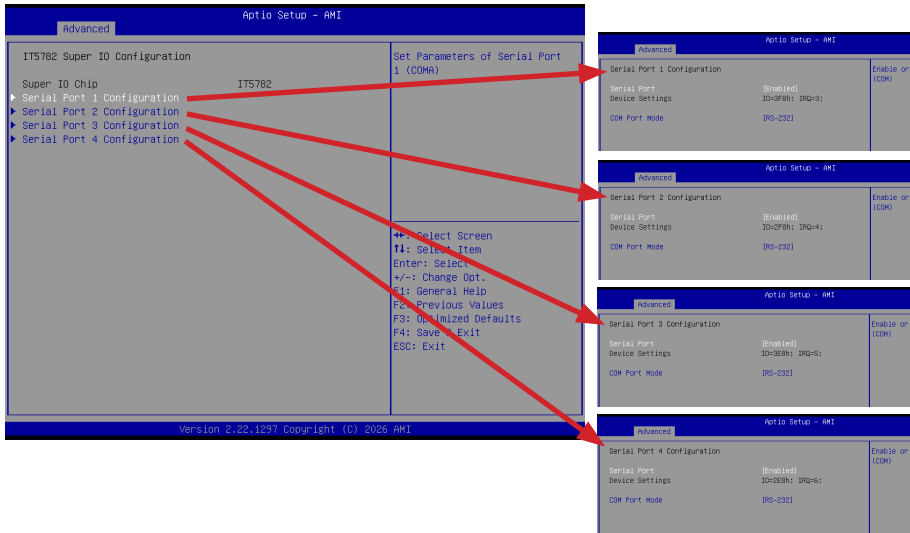 Aptio Setup - AMI
Advanced
IT5782 Super IO Configuration
Super IO Chip IT5782
Serial Port 1 Configuration
Serial Port 2 Configuration
Serial Port 3 Configuration
Serial Port 4 Configuration
Set Parameters of Serial Port
1 (COMA)
→←: Select Screen
↑↓: Select Item
Enter: Select
+/-: Change Opt.
F1: General Help
F2: Previous Values
F3: Optimized Defaults
F4: Save & Exit
ESC: Exit
Version 2.22.1297 Copyright (C) 2026 AMI
Aptio Setup - AMI
Advanced
Serial Port 1 Configuration
Serial Port [Enabled]
Device Settings IO=3F8h; IRQ=3;
COM Port Mode [RS-232]
Enable or
(COM)
Aptio Setup - AMI
Advanced
Serial Port 2 Configuration
Serial Port [Enabled]
Device Settings IO=2F8h; IRQ=4;
COM Port Mode [RS-232]
Enable or
(COM)
Aptio Setup - AMI
Advanced
Serial Port 3 Configuration
Serial Port [Enabled]
Device Settings IO=3E8h; IRQ=5;
COM Port Mode [RS-232]
Enable or
(COM)
Aptio Setup - AMI
Advanced
Serial Port 4 Configuration
Serial Port [Enabled]
Device Settings IO=2E8h; IRQ=6;
COM Port Mode [RS-232]
Enable or
(COM)